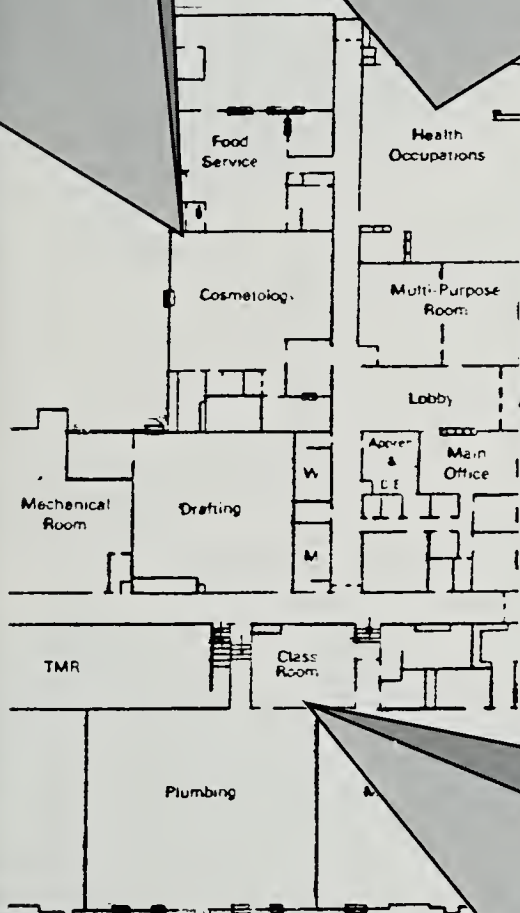 Food
Service
Health
Occupations
Cosmetology
Multi-Purpose
Room
Lobby
Main
Office
&
W
Mechanical
Room
Drafting
M
TMR
Class
Room
Plumbing